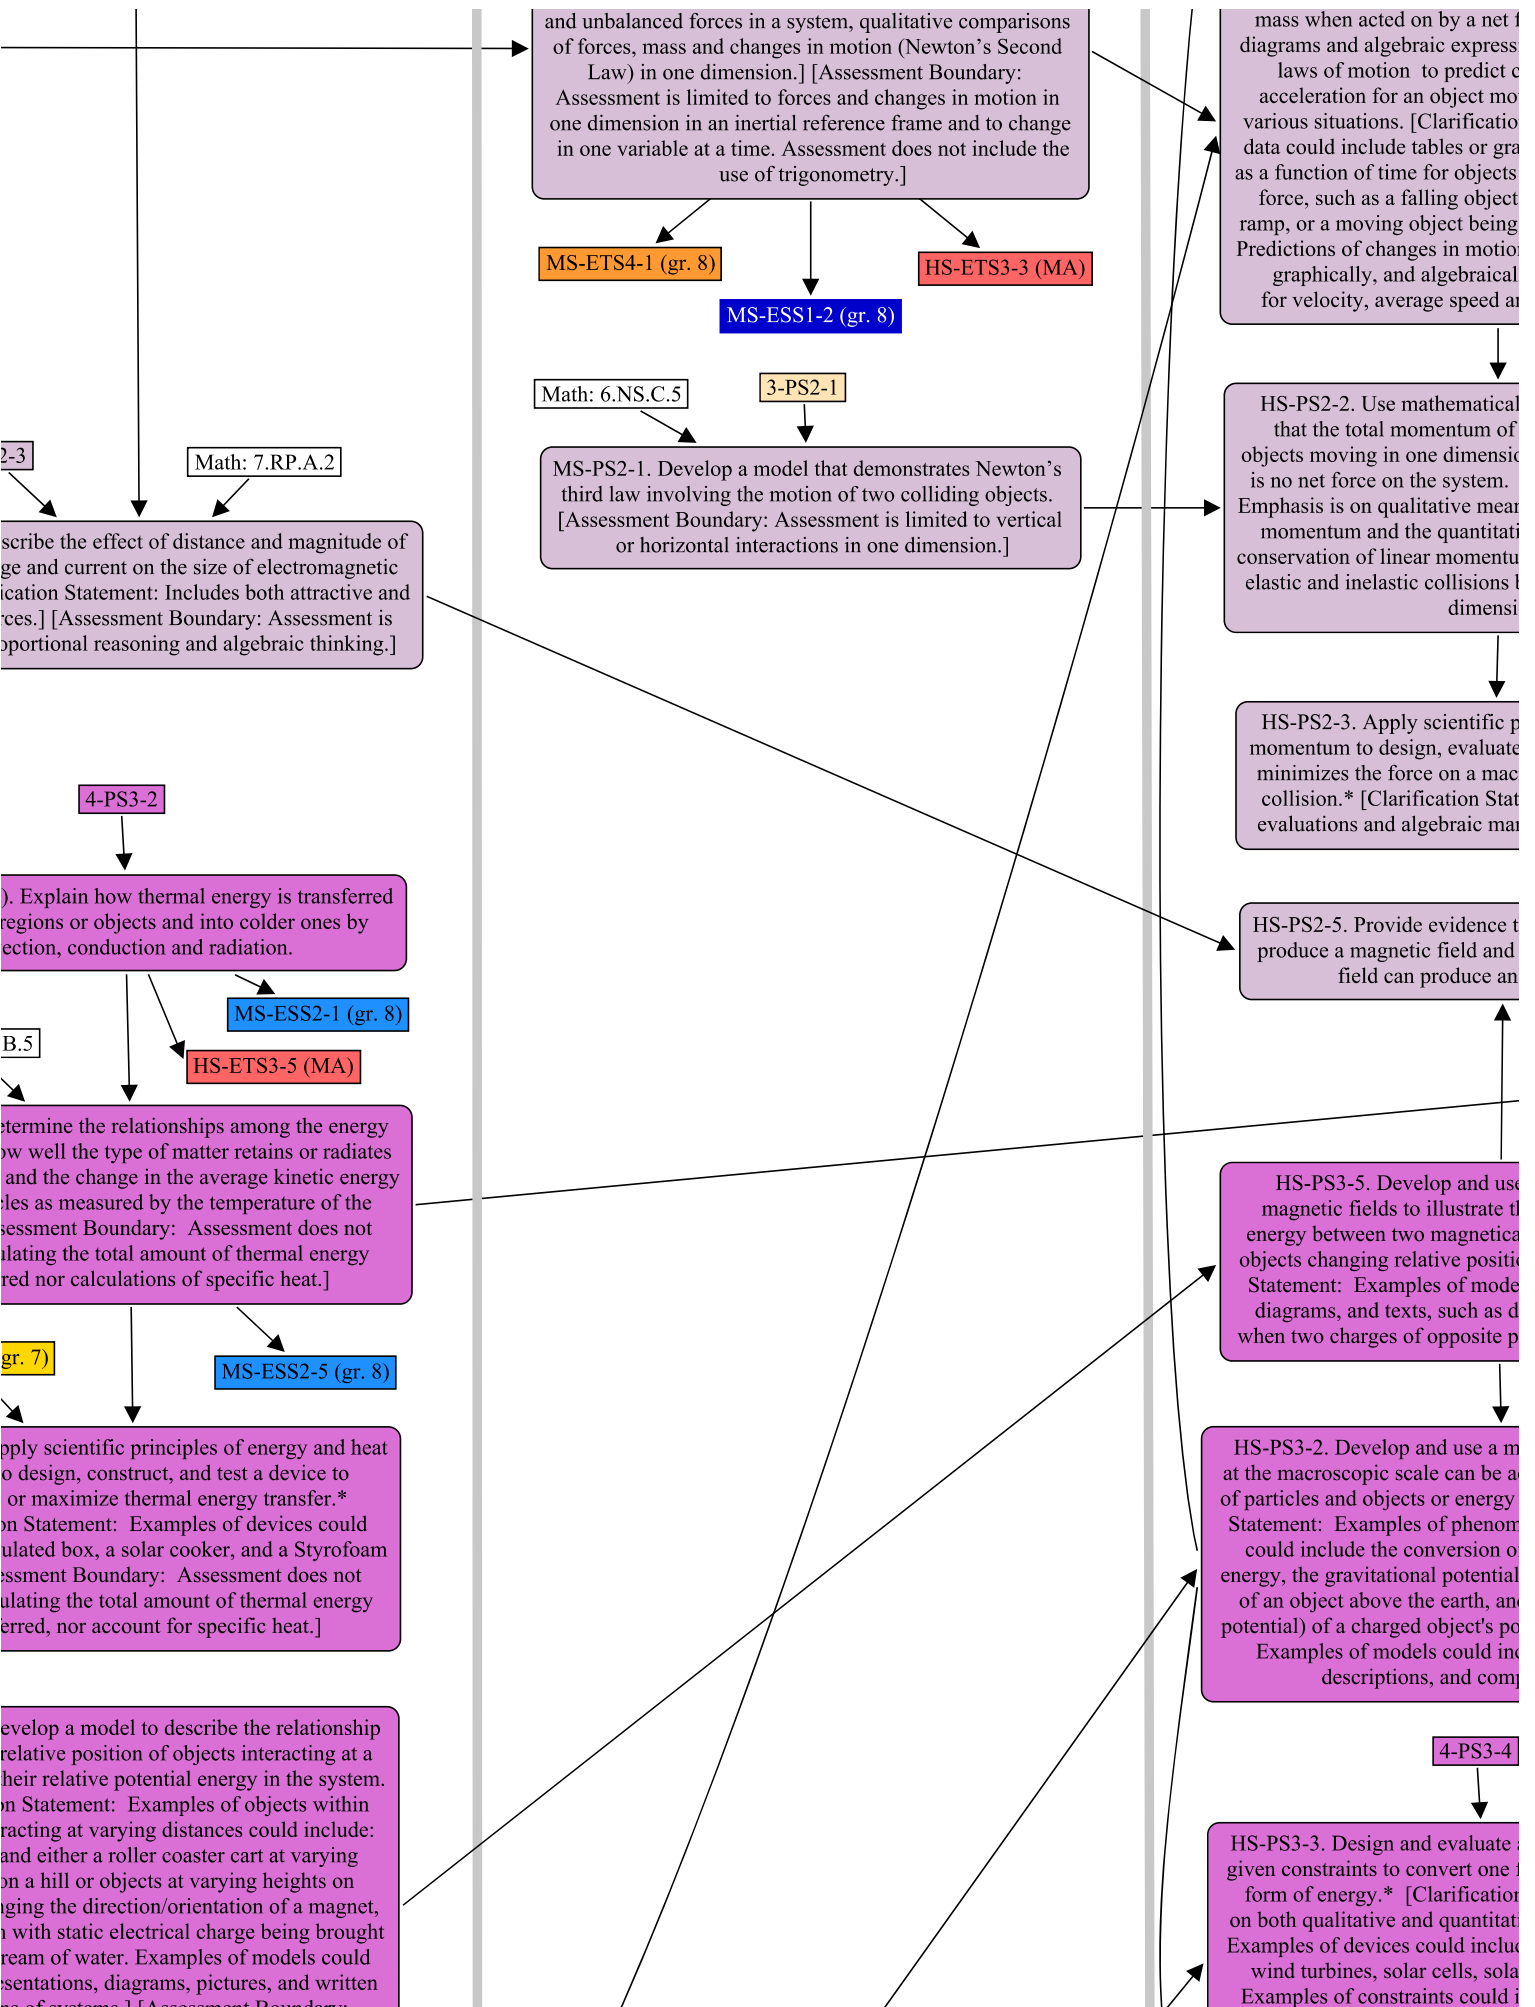 and unbalanced forces in a system, qualitative comparisons
of forces, mass and changes in motion (Newton’s Second
Law) in one dimension.] [Assessment Boundary:
Assessment is limited to forces and changes in motion in
one dimension in an inertial reference frame and to change
in one variable at a time. Assessment does not include the
use of trigonometry.]
MS-ETS4-1 (gr. 8)
HS-ETS3-3 (MA)
MS-ESS1-2 (gr. 8)
Math: 6.NS.C.5
3-PS2-1
MS-PS2-1. Develop a model that demonstrates Newton’s
third law involving the motion of two colliding objects.
[Assessment Boundary: Assessment is limited to vertical
or horizontal interactions in one dimension.]
2-3
Math: 7.RP.A.2
scribe the effect of distance and magnitude of
ge and current on the size of electromagnetic
ication Statement: Includes both attractive and
rces.] [Assessment Boundary: Assessment is
oportional reasoning and algebraic thinking.]
4-PS3-2
). Explain how thermal energy is transferred
regions or objects and into colder ones by
ection, conduction and radiation.
MS-ESS2-1 (gr. 8)
B.5
HS-ETS3-5 (MA)
etermine the relationships among the energy
ow well the type of matter retains or radiates
and the change in the average kinetic energy
cles as measured by the temperature of the
sessment Boundary:  Assessment does not
ulating the total amount of thermal energy
rred nor calculations of specific heat.]
gr. 7)
MS-ESS2-5 (gr. 8)
pply scientific principles of energy and heat
o design, construct, and test a device to
or maximize thermal energy transfer.*
on Statement:  Examples of devices could
ulated box, a solar cooker, and a Styrofoam
essment Boundary:  Assessment does not
ulating the total amount of thermal energy
erred, nor account for specific heat.]
evelop a model to describe the relationship
relative position of objects interacting at a
their relative potential energy in the system.
on Statement:  Examples of objects within
racting at varying distances could include:
and either a roller coaster cart at varying
on a hill or objects at varying heights on
nging the direction/orientation of a magnet,
n with static electrical charge being brought
ream of water. Examples of models could
esentations, diagrams, pictures, and written
ns of systems.] [Assessment Boundary:
mass when acted on by a net f
diagrams and algebraic express
laws of motion  to predict c
acceleration for an object mo
various situations. [Clarificatio
data could include tables or gra
as a function of time for objects
force, such as a falling object
ramp, or a moving object being
Predictions of changes in motion
graphically, and algebraical
for velocity, average speed a
HS-PS2-2. Use mathematical
that the total momentum of
objects moving in one dimensio
is no net force on the system.
Emphasis is on qualitative mean
momentum and the quantitati
conservation of linear momentu
elastic and inelastic collisions b
dimensi
HS-PS2-3. Apply scientific p
momentum to design, evaluate
minimizes the force on a mac
collision.* [Clarification Stat
evaluations and algebraic man
HS-PS2-5. Provide evidence t
produce a magnetic field and
field can produce an
HS-PS3-5. Develop and use
magnetic fields to illustrate th
energy between two magnetica
objects changing relative positio
Statement:  Examples of mode
diagrams, and texts, such as d
when two charges of opposite p
HS-PS3-2. Develop and use a m
at the macroscopic scale can be a
of particles and objects or energy
Statement:  Examples of phenom
could include the conversion o
energy, the gravitational potential
of an object above the earth, and
potential) of a charged object's po
Examples of models could inc
descriptions, and comp
4-PS3-4
HS-PS3-3. Design and evaluate a
given constraints to convert one f
form of energy.*  [Clarification
on both qualitative and quantitati
Examples of devices could includ
wind turbines, solar cells, sola
Examples of constraints could i